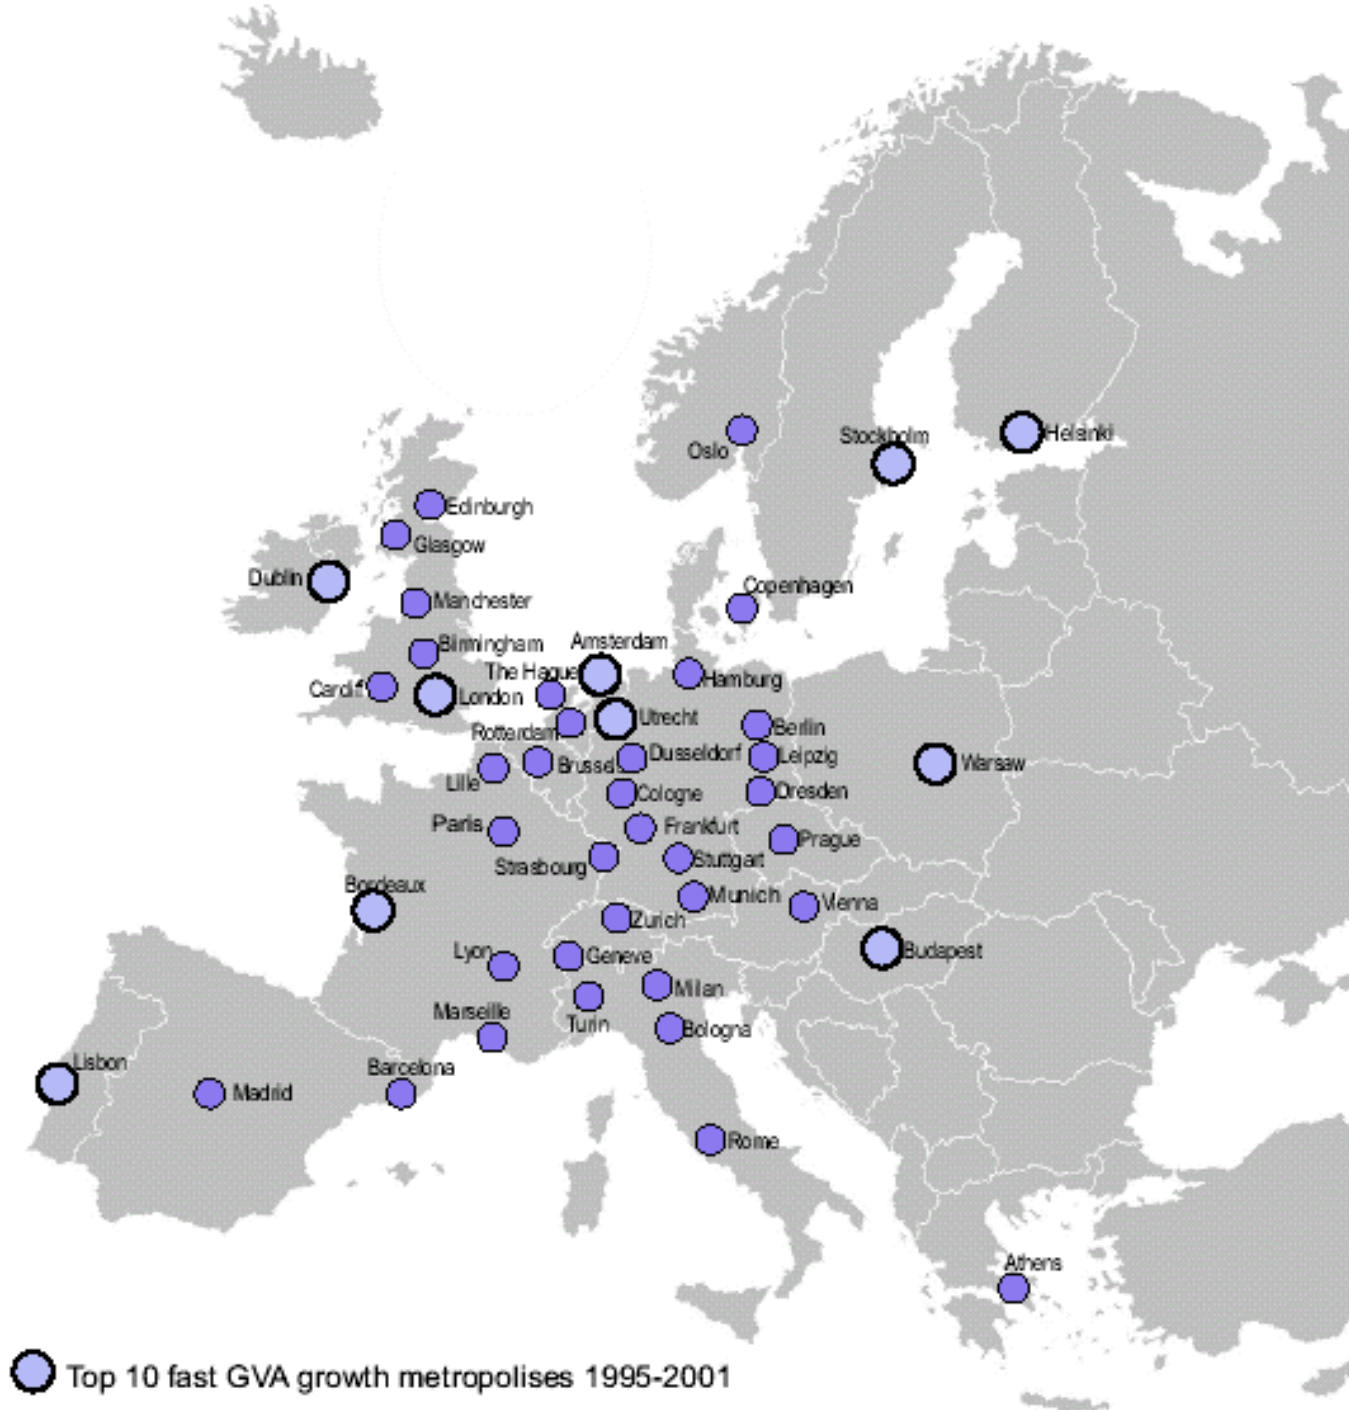 Stockholm
Helsinki
Oslo
Edinburgh
Glasgow
Dublin
Copenhagen
Manchester
Birmingham
Amsterdam
The Hague
Hamburg
Cardiff
London
Utrecht
Rotterdam
Berlin
Dusseldorf
Leipzig
Brussels
Warsaw
Lille
Cologne
Dresden
Paris
Frankfurt
Prague
Strasbourg
Stuttgart
Bordeaux
Munich
Vienna
Zurich
Lyon
Geneve
Budapest
Milan
Marseille
Turin
Bologna
Lisbon
Barcelona
Madrid
Rome
Athens
Top 10 fast GVA growth metropolises 1995-2001